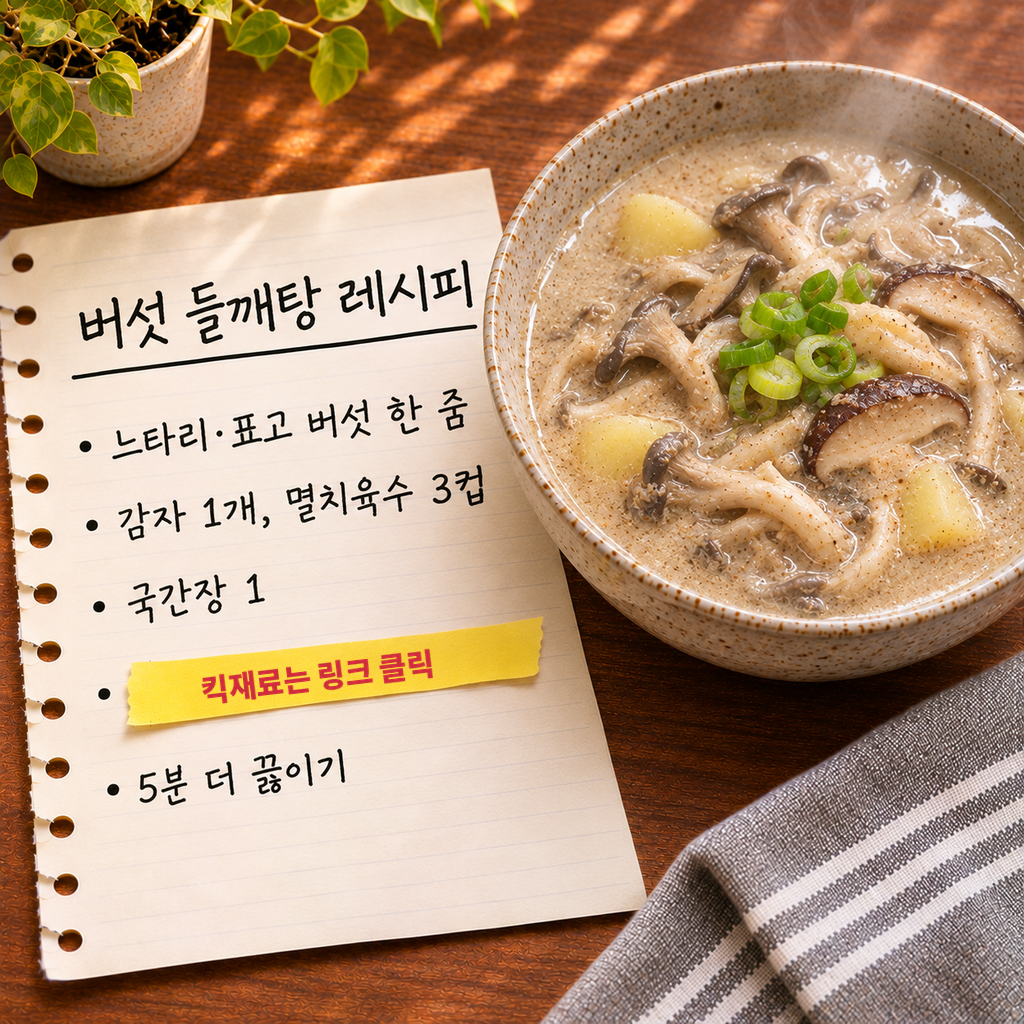 버섯 들깨탕 레시피
• 느타리·표고 버섯 한 줌
• 감자 1개, 멸치육수 3컵
• 국간장 1
• 킥재료는 링크 클릭
• 5분 더 끓이기